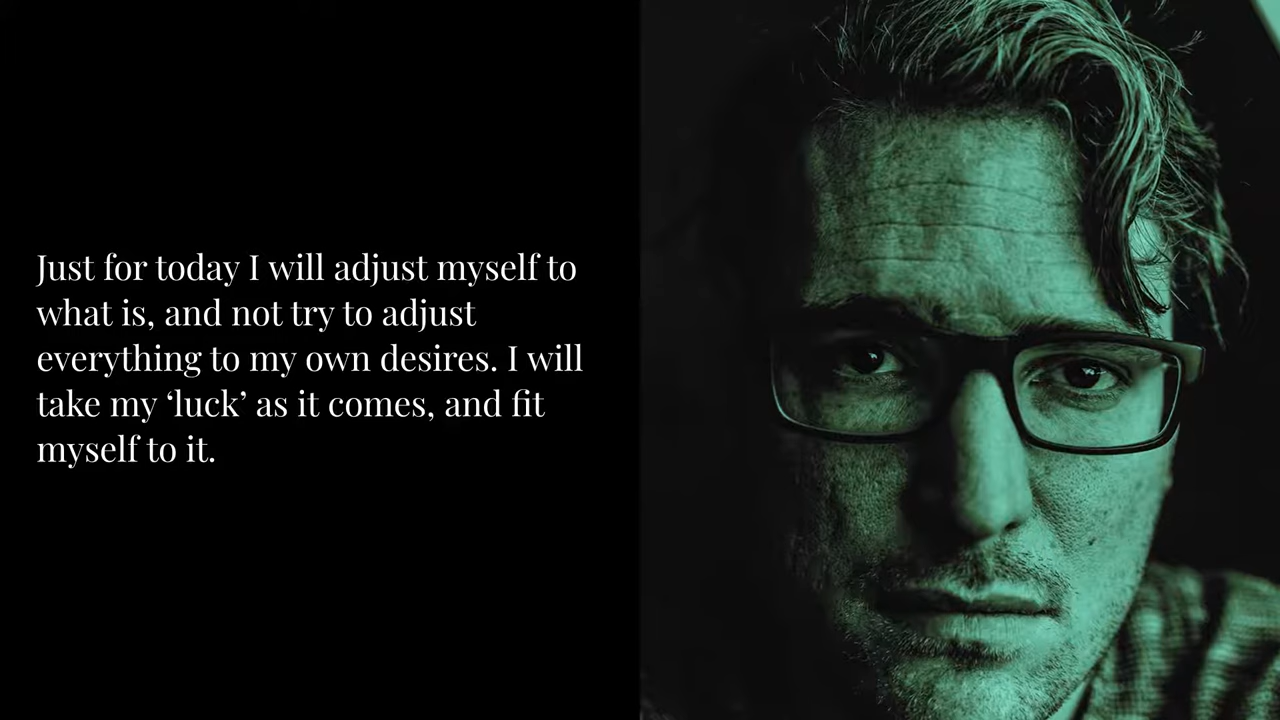 Just for today I will adjust myself to
what is, and not try to adjust
everything to my own desires. I will
take my ‘luck’ as it comes, and fit
myself to it.